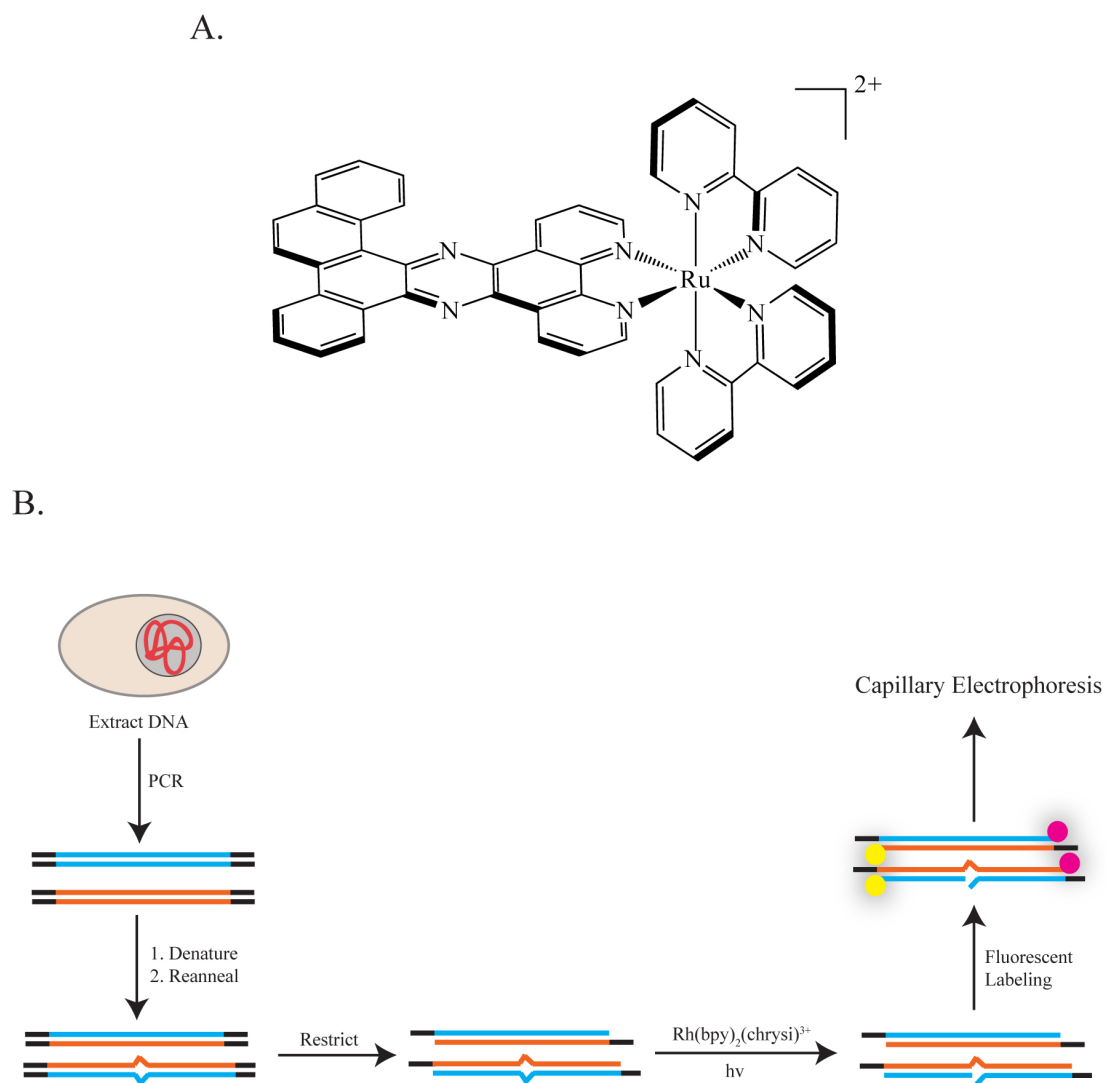 A.
2+
N
N
N
N
N
N
Ru
N
N
B.
Extract DNA
PCR
1. Denature
2. Reanneal
Restrict
Rh(bpy)₂(chrysi)³⁺
hν
Fluorescent
Labeling
Capillary Electrophoresis